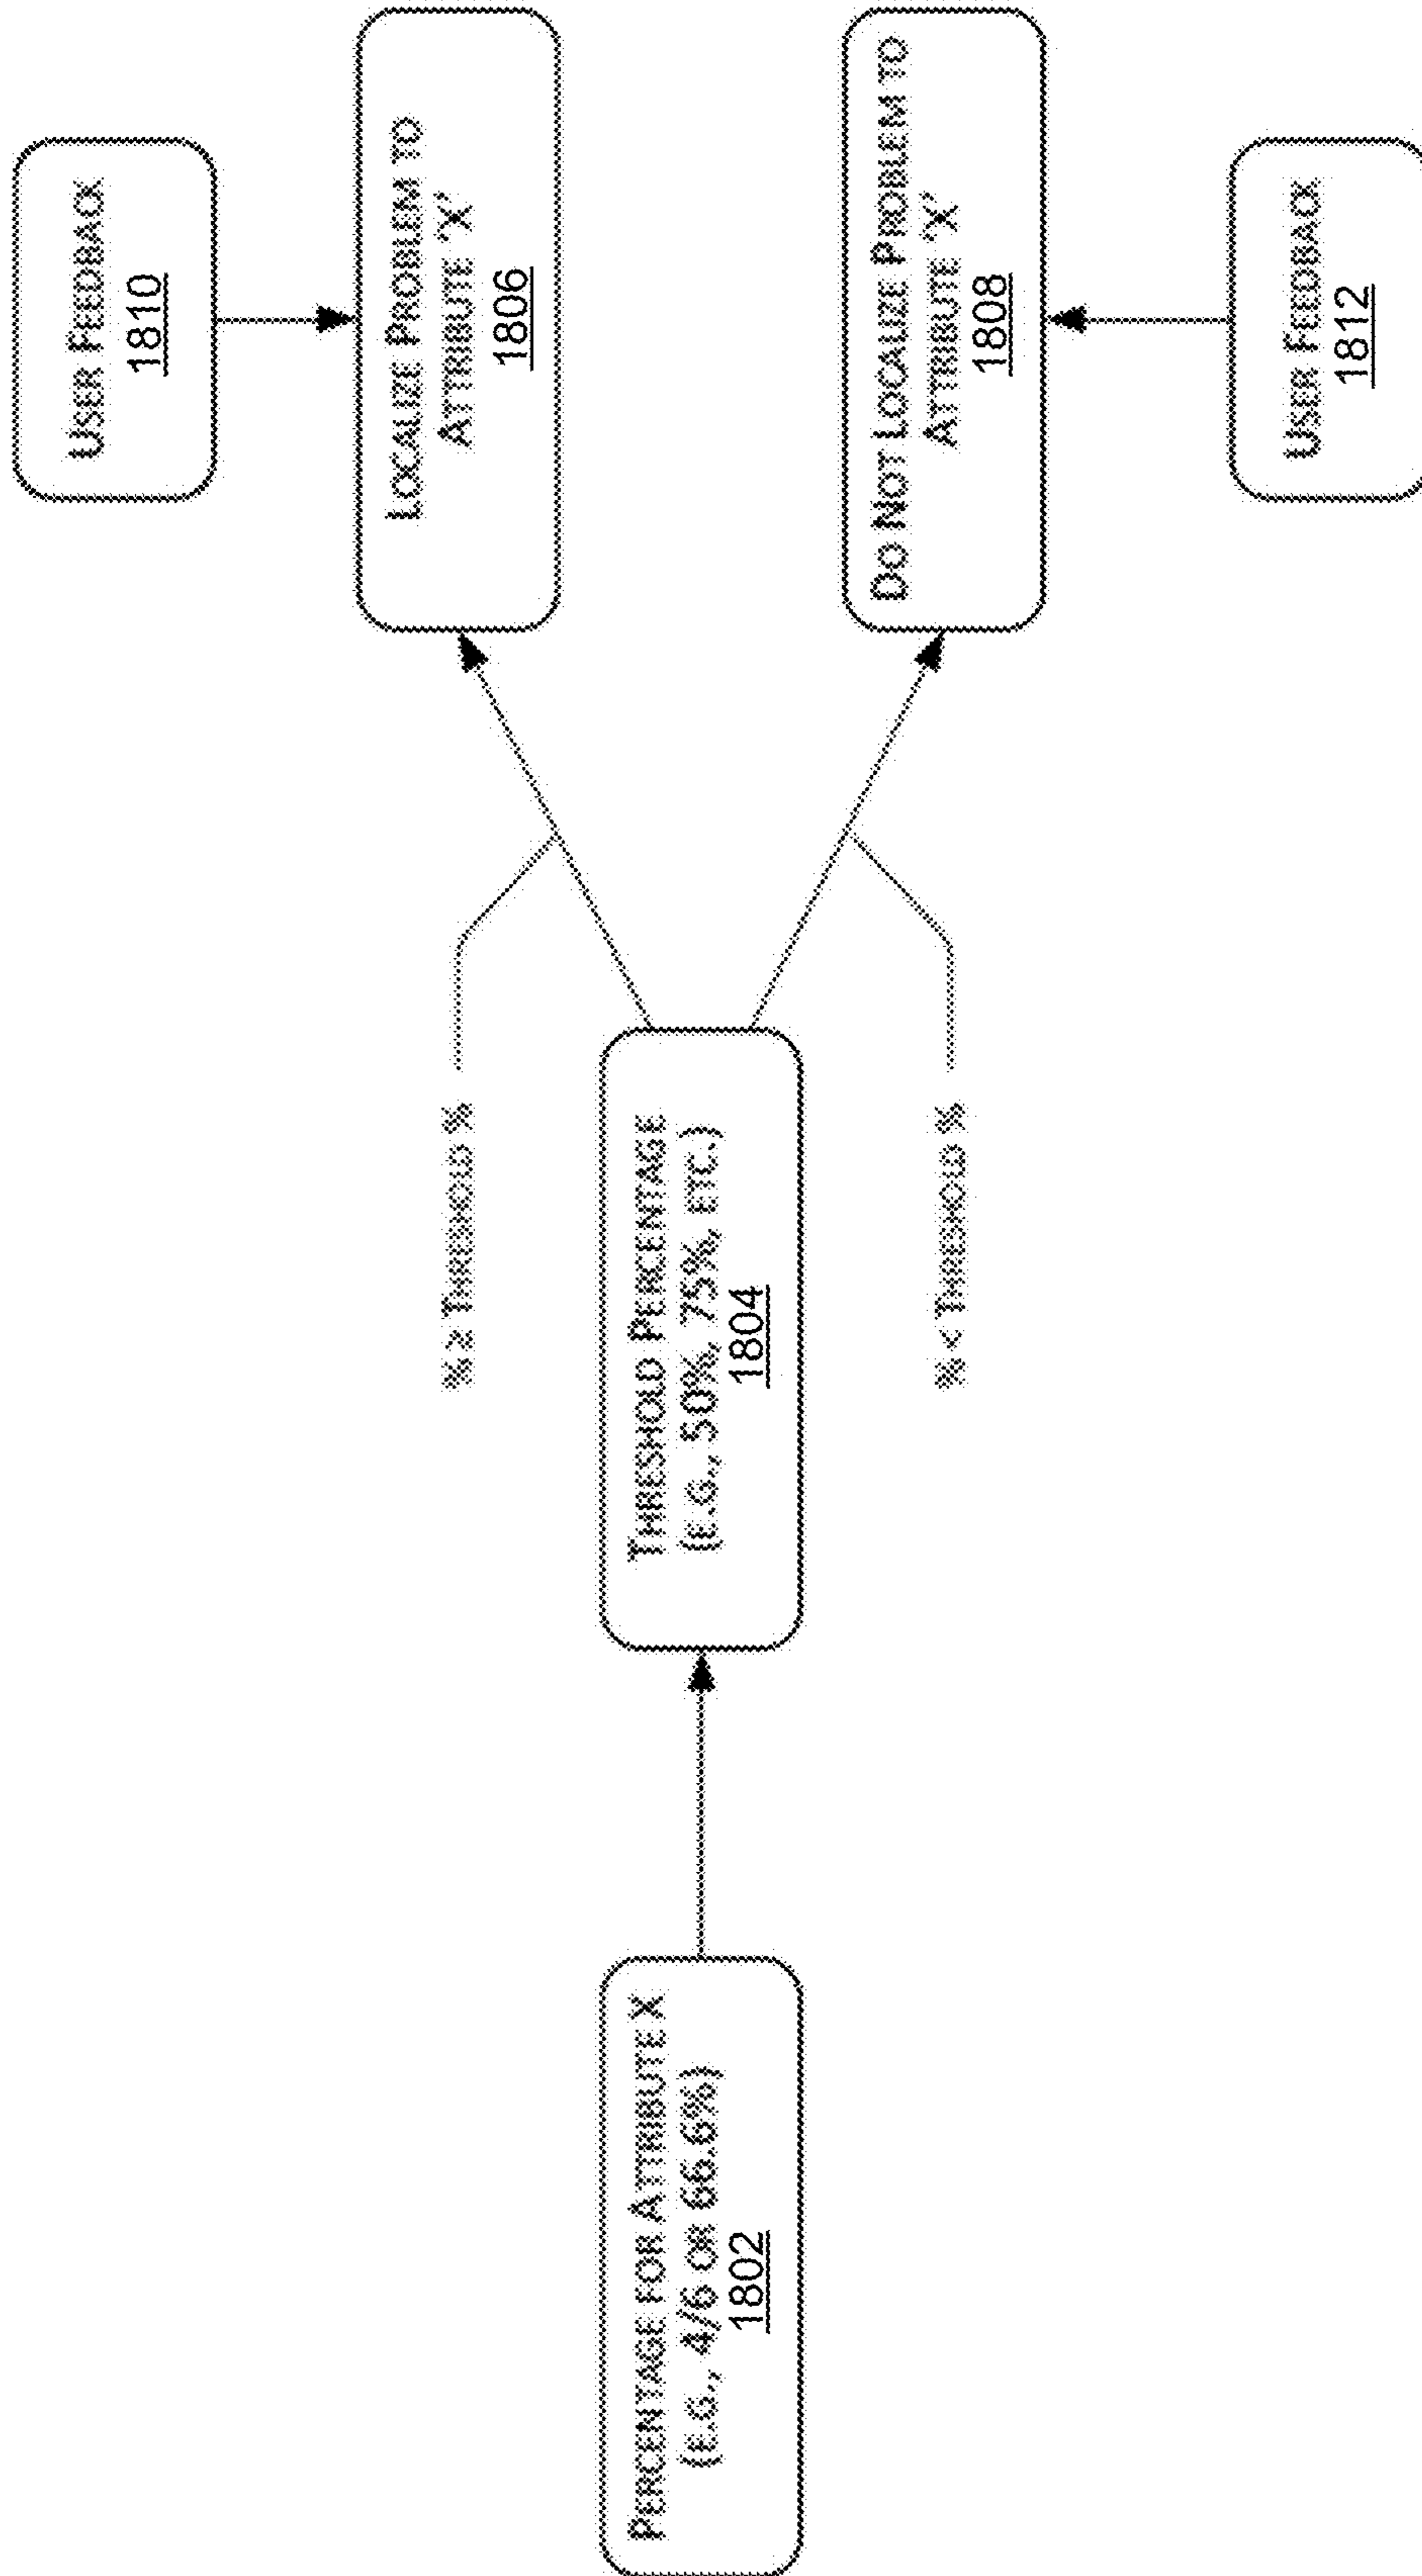 PERCENTAGE FOR ATTRIBUTE X
(E.G., 4/6 OR 66.6%)
1802
THRESHOLD PERCENTAGE
(E.G., 50%, 75%, ETC.)
1804
% ≥ THRESHOLD %
% < THRESHOLD %
USER FEEDBACK
1810
LOCALIZE PROBLEM TO
ATTRIBUTE 'X'
1806
DO NOT LOCALIZE PROBLEM TO
ATTRIBUTE 'X'
1808
USER FEEDBACK
1812